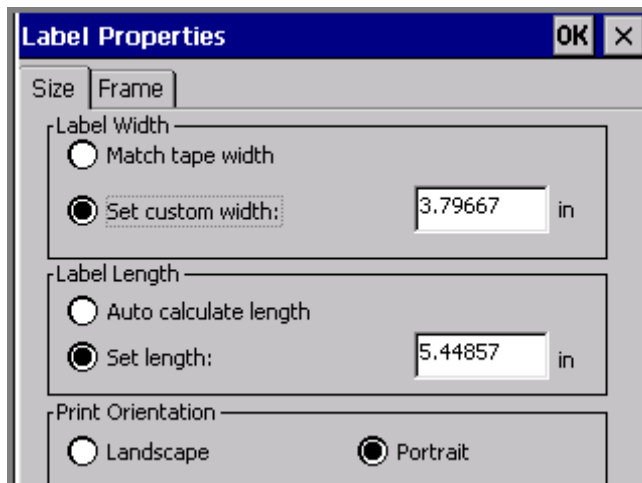 Label Properties OK ×
Size Frame
Label Width
Match tape width
Set custom width: 3.79667 in
Label Length
Auto calculate length
Set length: 5.44857 in
Print Orientation
Landscape Portrait